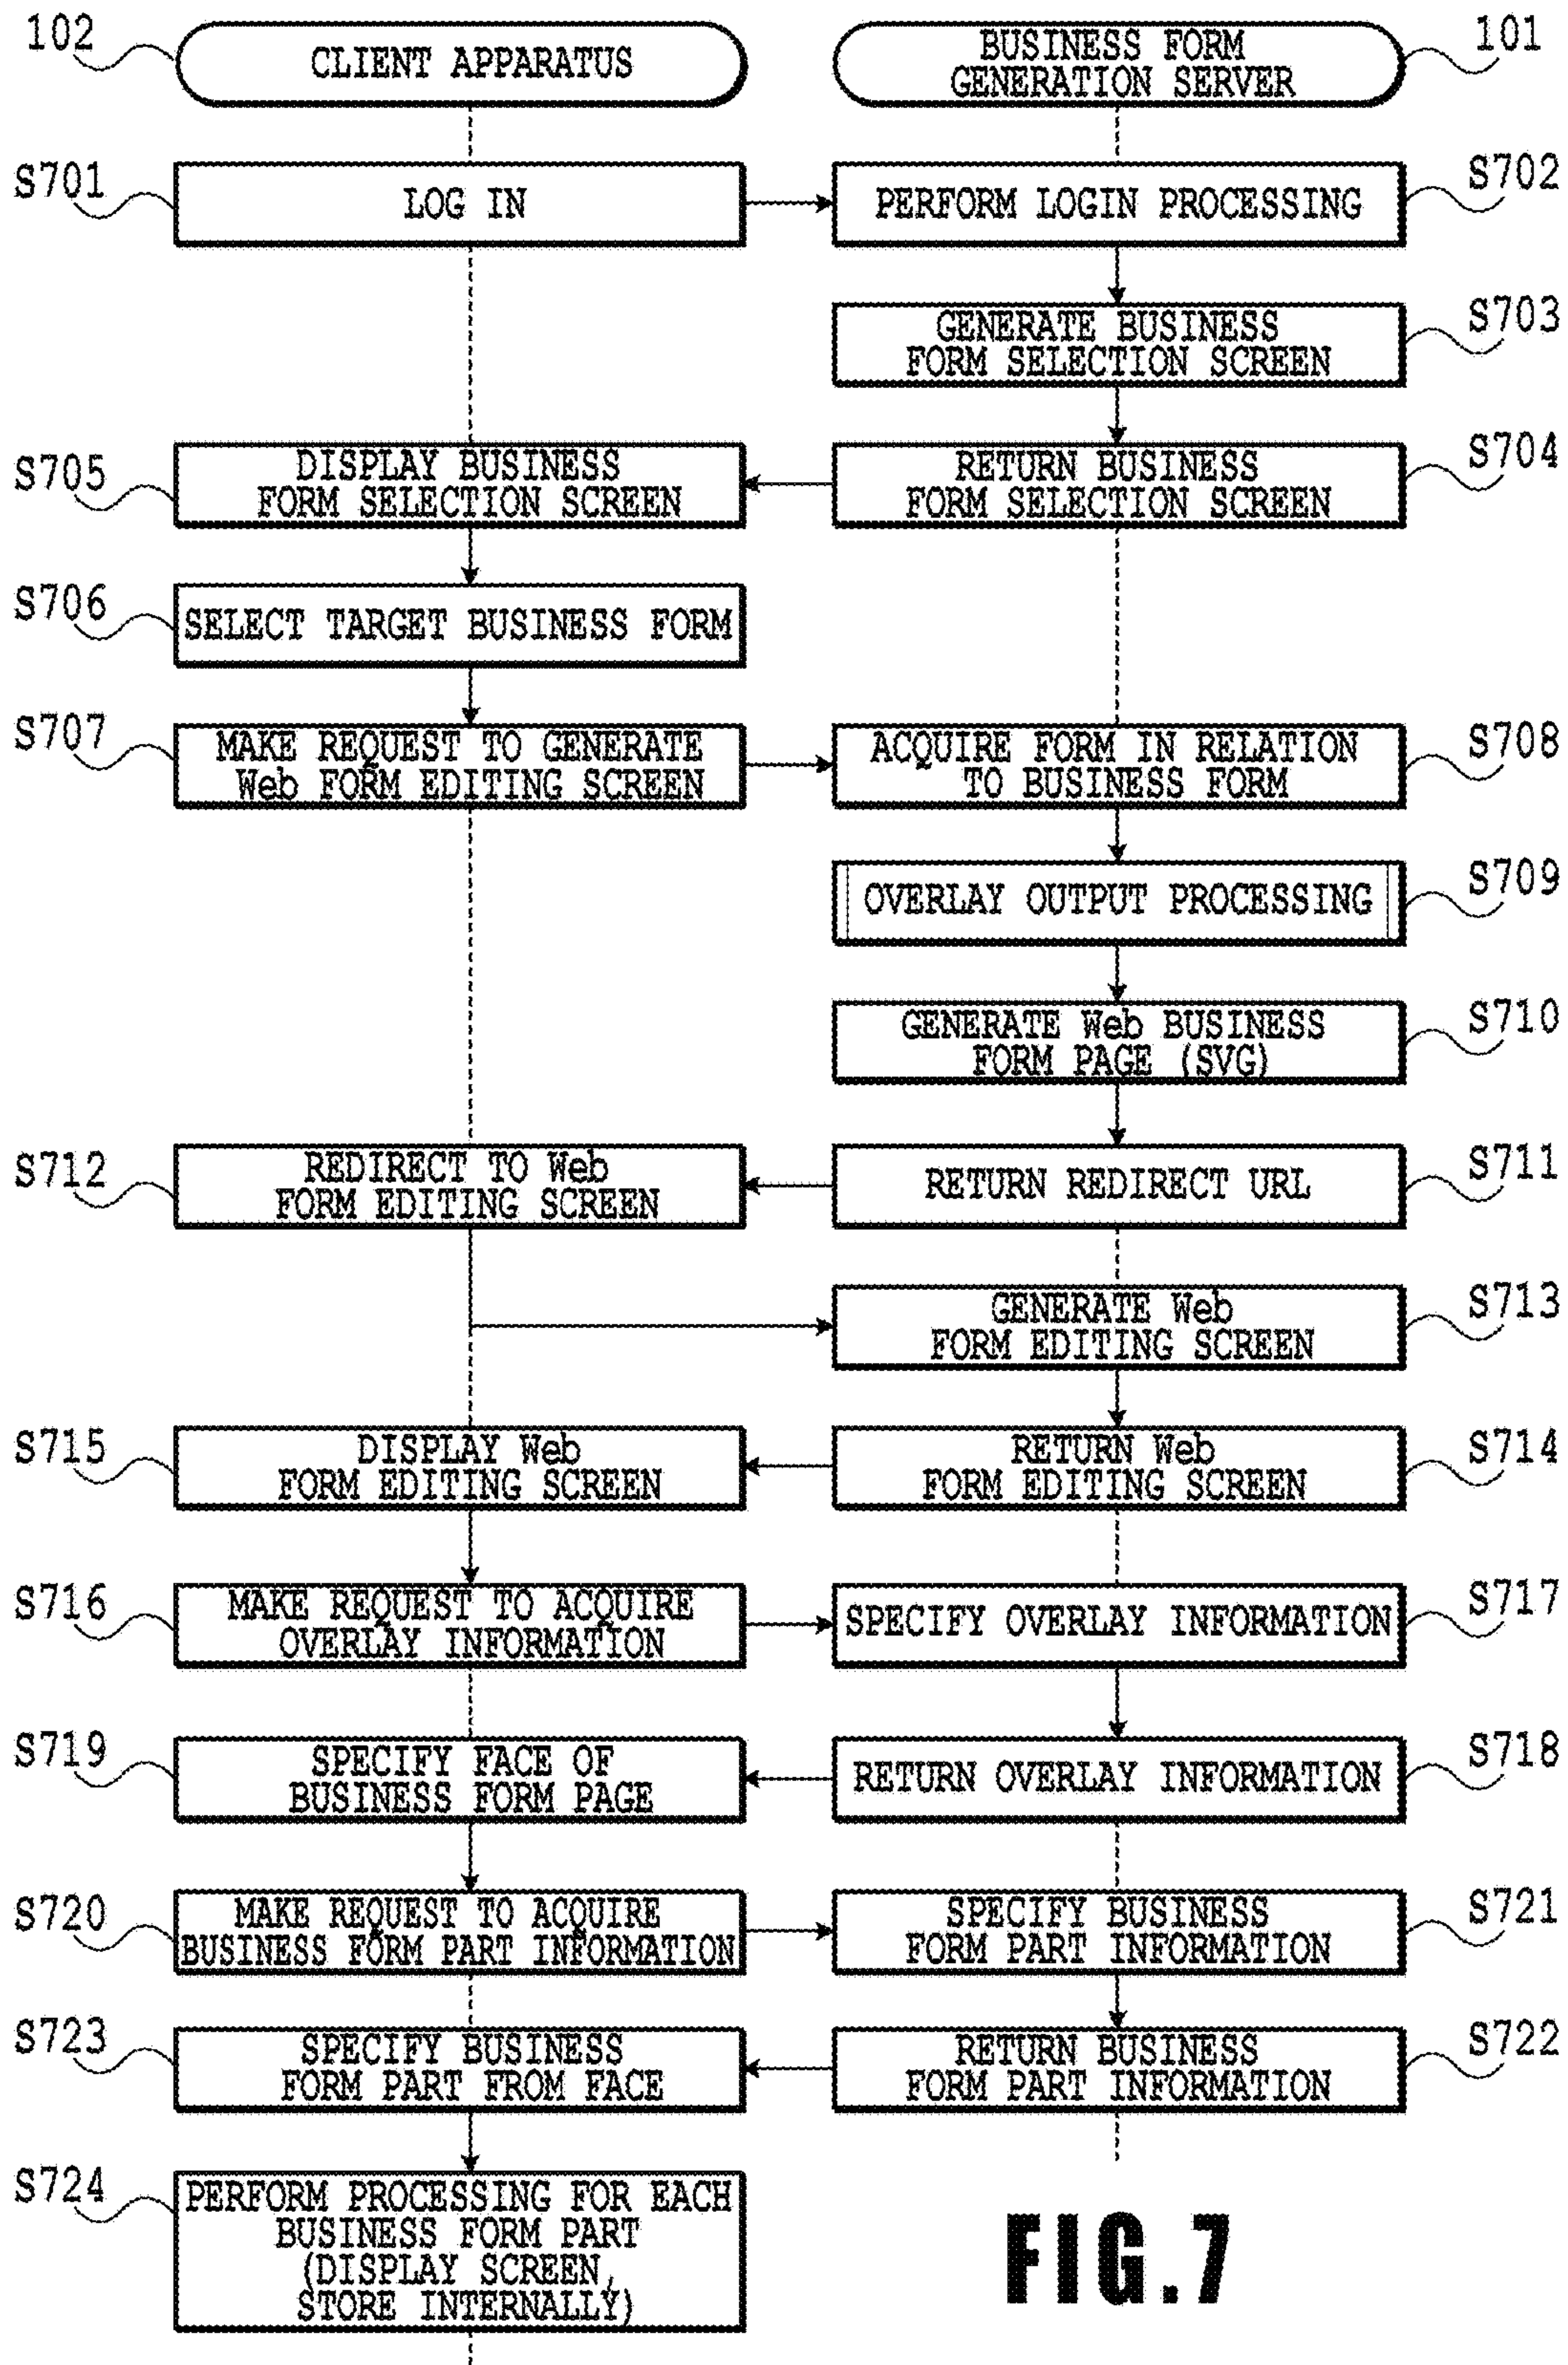 102
CLIENT APPARATUS
BUSINESS FORM
GENERATION SERVER
101
S701
LOG IN
PERFORM LOGIN PROCESSING
S702
GENERATE BUSINESS
FORM SELECTION SCREEN
S703
S705
DISPLAY BUSINESS
FORM SELECTION SCREEN
RETURN BUSINESS
FORM SELECTION SCREEN
S704
S706
SELECT TARGET BUSINESS FORM
S707
MAKE REQUEST TO GENERATE
Web FORM EDITING SCREEN
ACQUIRE FORM IN RELATION
TO BUSINESS FORM
S708
OVERLAY OUTPUT PROCESSING
S709
GENERATE Web BUSINESS
FORM PAGE (SVG)
S710
S712
REDIRECT TO Web
FORM EDITING SCREEN
RETURN REDIRECT URL
S711
GENERATE Web
FORM EDITING SCREEN
S713
S715
DISPLAY Web
FORM EDITING SCREEN
RETURN Web
FORM EDITING SCREEN
S714
S716
MAKE REQUEST TO ACQUIRE
OVERLAY INFORMATION
SPECIFY OVERLAY INFORMATION
S717
S719
SPECIFY FACE OF
BUSINESS FORM PAGE
RETURN OVERLAY INFORMATION
S718
S720
MAKE REQUEST TO ACQUIRE
BUSINESS FORM PART INFORMATION
SPECIFY BUSINESS
FORM PART INFORMATION
S721
S723
SPECIFY BUSINESS
FORM PART FROM FACE
RETURN BUSINESS
FORM PART INFORMATION
S722
S724
PERFORM PROCESSING FOR EACH
BUSINESS FORM PART
(DISPLAY SCREEN,
STORE INTERNALLY)
FIG.7